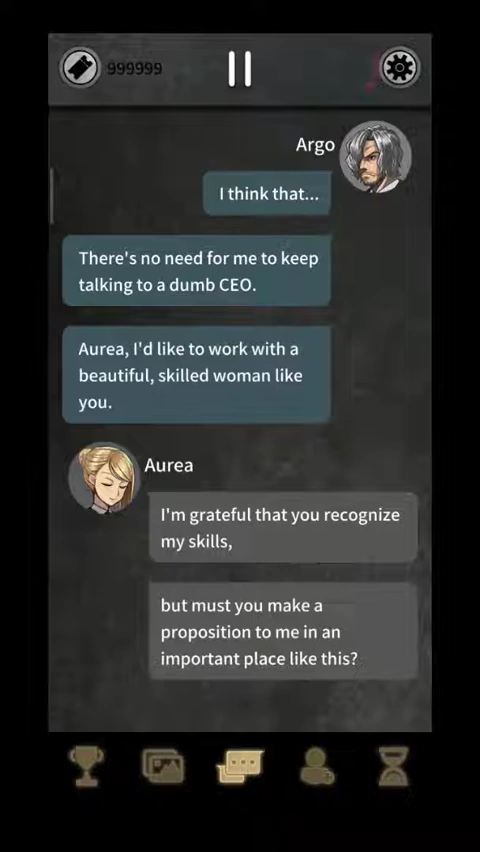 999999
Argo
I think that...
There's no need for me to keep
talking to a dumb CEO.
Aurea, I'd like to work with a
beautiful, skilled woman like
you.
Aurea
I'm grateful that you recognize
my skills,
but must you make a
proposition to me in an
important place like this?